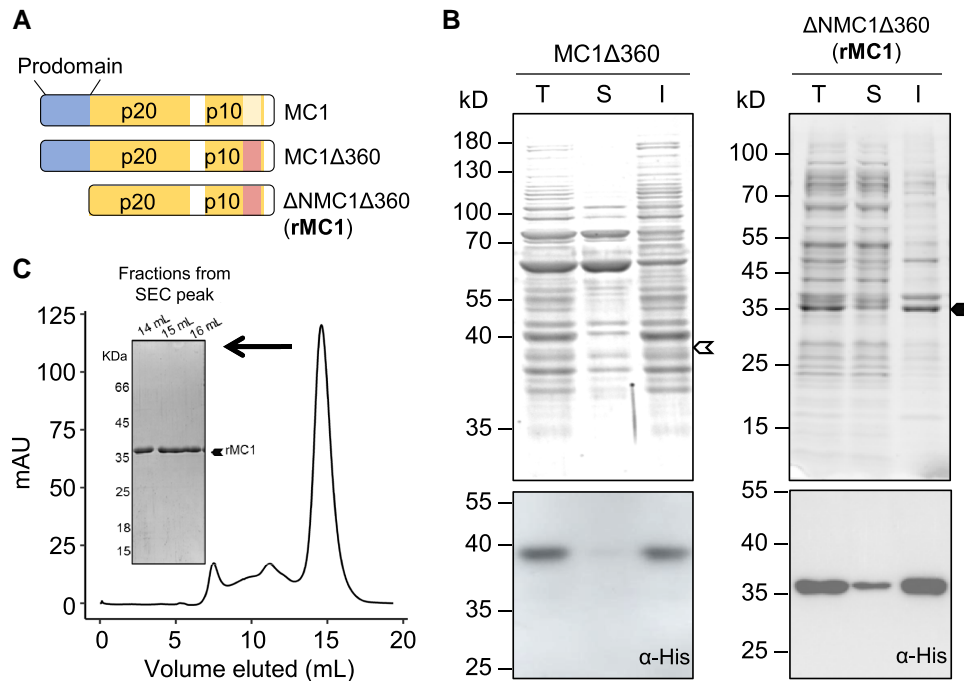 A
Prodomain
p20 p10 MC1
p20 p10 MC1Δ360
p20 p10 ΔNMC1Δ360
(rMC1)
B
MC1Δ360
kD T S I
180
130
100
70
55
40
35
55
40
35
25
α-His
ΔNMC1Δ360
(rMC1)
kD T S I
100
70
55
45
35
25
15
55
40
35
25
α-His
C
Fractions from
SEC peak
14 mL 15 mL 16 mL
KDa
66
45
35
25
18
15
rMC1
mAU
125
100
75
50
25
0
0 5 10 15 20
Volume eluted (mL)